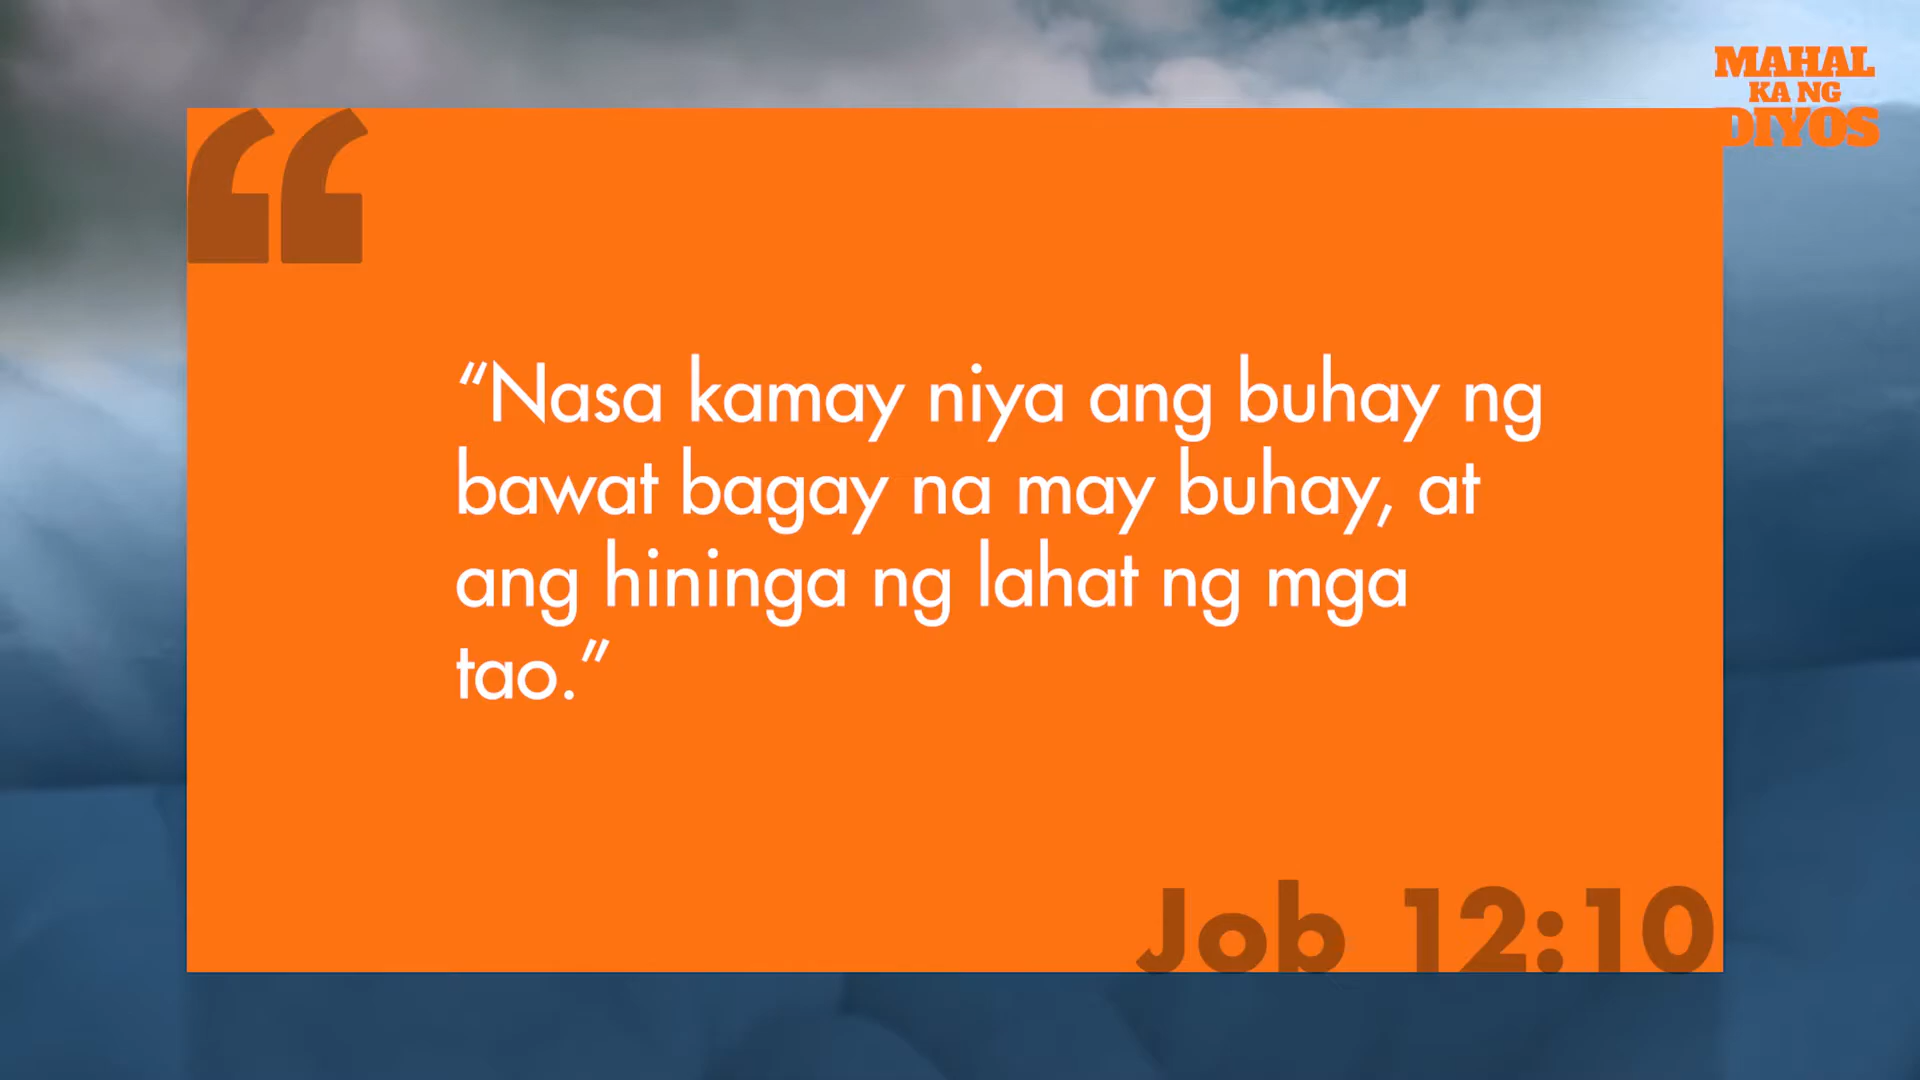 MAHAL
KA NG
DIYOS
“Nasa kamay niya ang buhay ng
bawat bagay na may buhay, at
ang hininga ng lahat ng mga
tao.”
Job 12:10